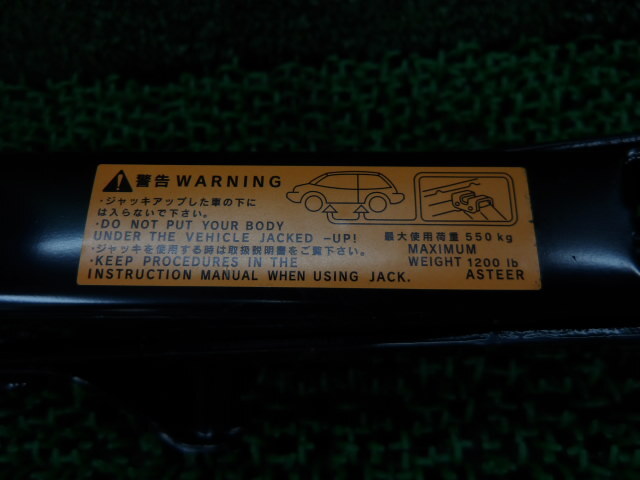 警告 WARNING
・ジャッキアップした車の下に
は入らないで下さい。
・DO NOT PUT YOUR BODY
UNDER THE VEHICLE JACKED -UP!
・ジャッキを使用する時は取扱説明書をご覧下さい。
・KEEP PROCEDURES IN THE
INSTRUCTION MANUAL WHEN USING JACK.
最大使用荷重 550kg
MAXIMUM
WEIGHT 1200 lb
ASTEER